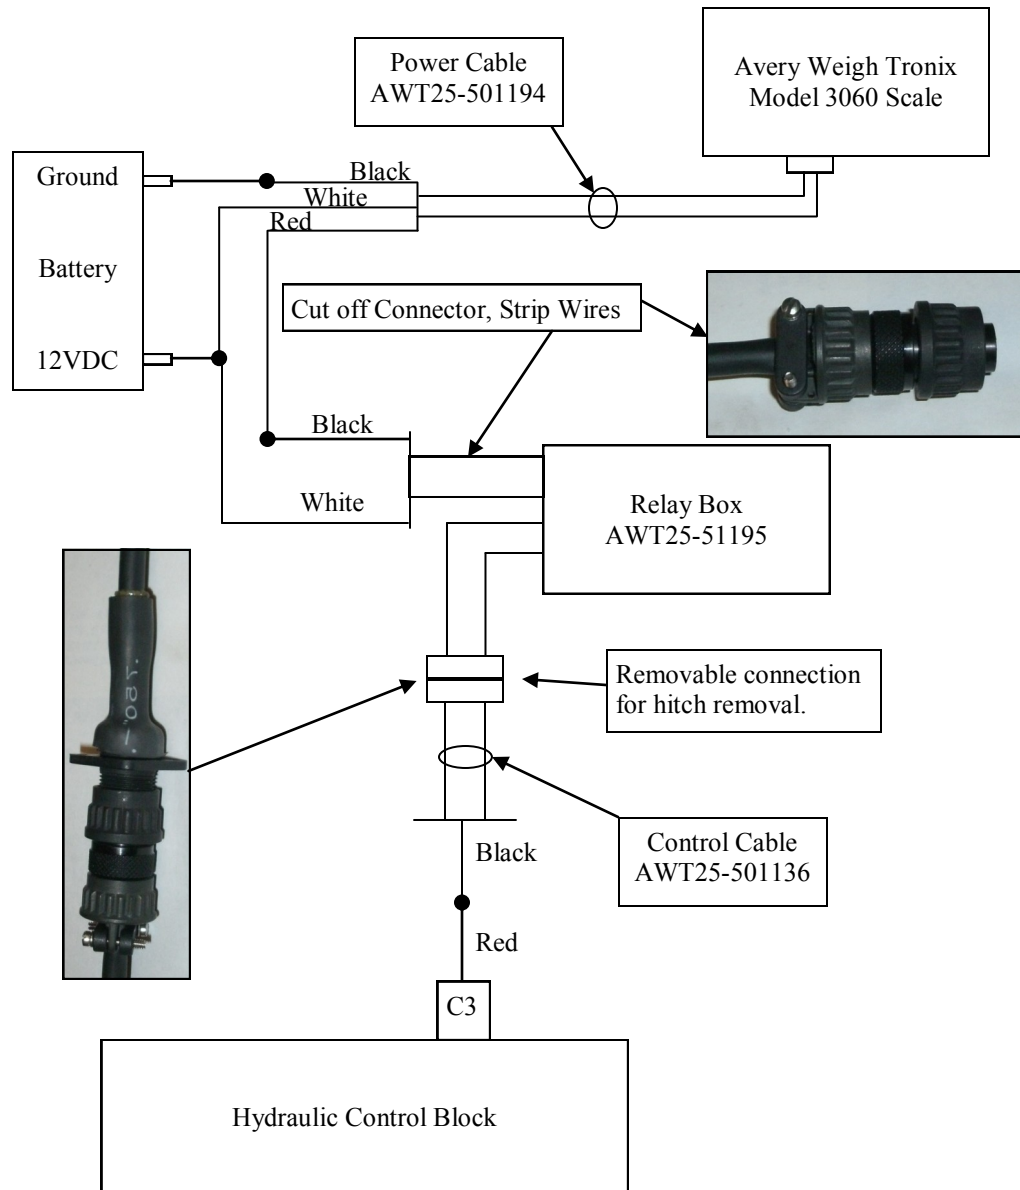 Power Cable
AWT25-501194
Avery Weigh Tronix
Model 3060 Scale
Ground
Battery
12VDC
Black
White
Red
Cut off Connector, Strip Wires
Black
White
Relay Box
AWT25-51195
Removable connection
for hitch removal.
Control Cable
AWT25-501136
Black
Red
C3
Hydraulic Control Block